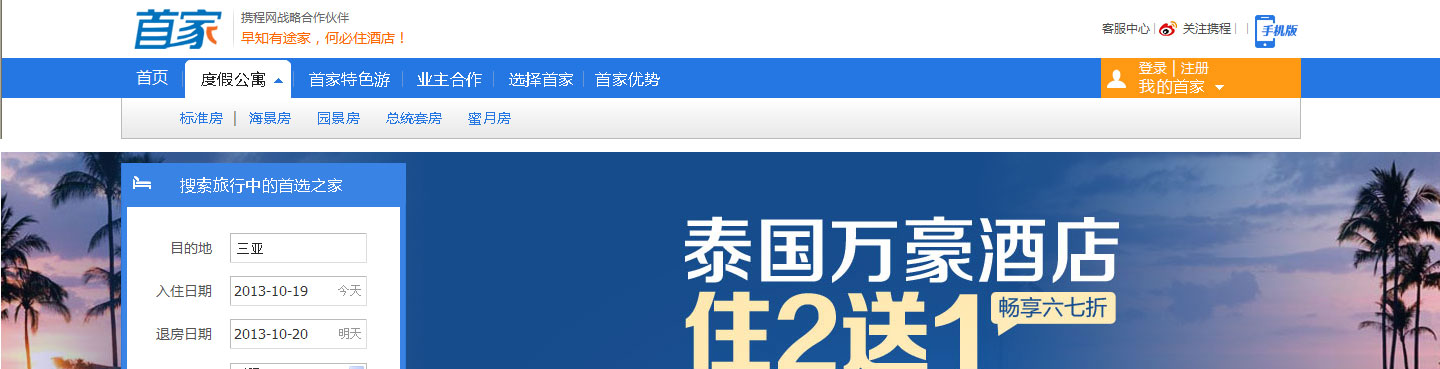 首家
携程网战略合作伙伴
早知有途家，何必住酒店！
客服中心 | 关注携程 | | 手机版
首页 度假公寓 首家特色游 业主合作 选择首家 首家优势
登录 | 注册
我的首家
标准房 | 海景房 园景房 总统套房 蜜月房
搜索旅行中的首选之家
目的地 三亚
入住日期 2013-10-19 今天
退房日期 2013-10-20 明天
泰国万豪酒店
住2送1
畅享六七折